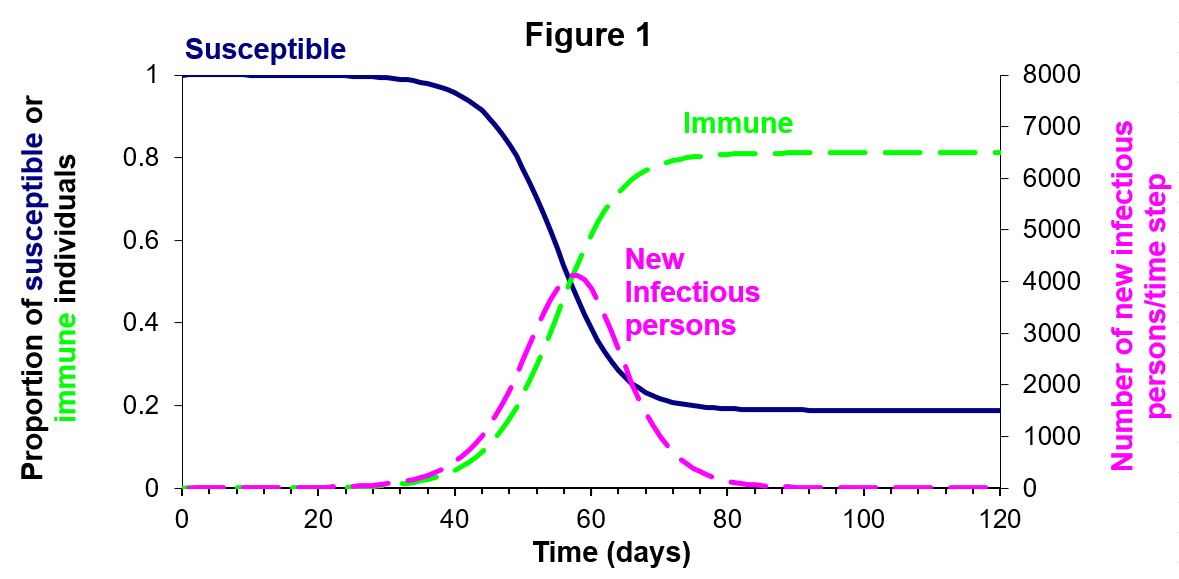 Figure 1
Susceptible
Immune
New
Infectious
persons
1
0.8
0.6
0.4
0.2
0
8000
7000
6000
5000
4000
3000
2000
1000
0
0 20 40 60 80 100 120
Time (days)
Proportion of susceptible or
immune individuals
Number of new infectious
persons/time step